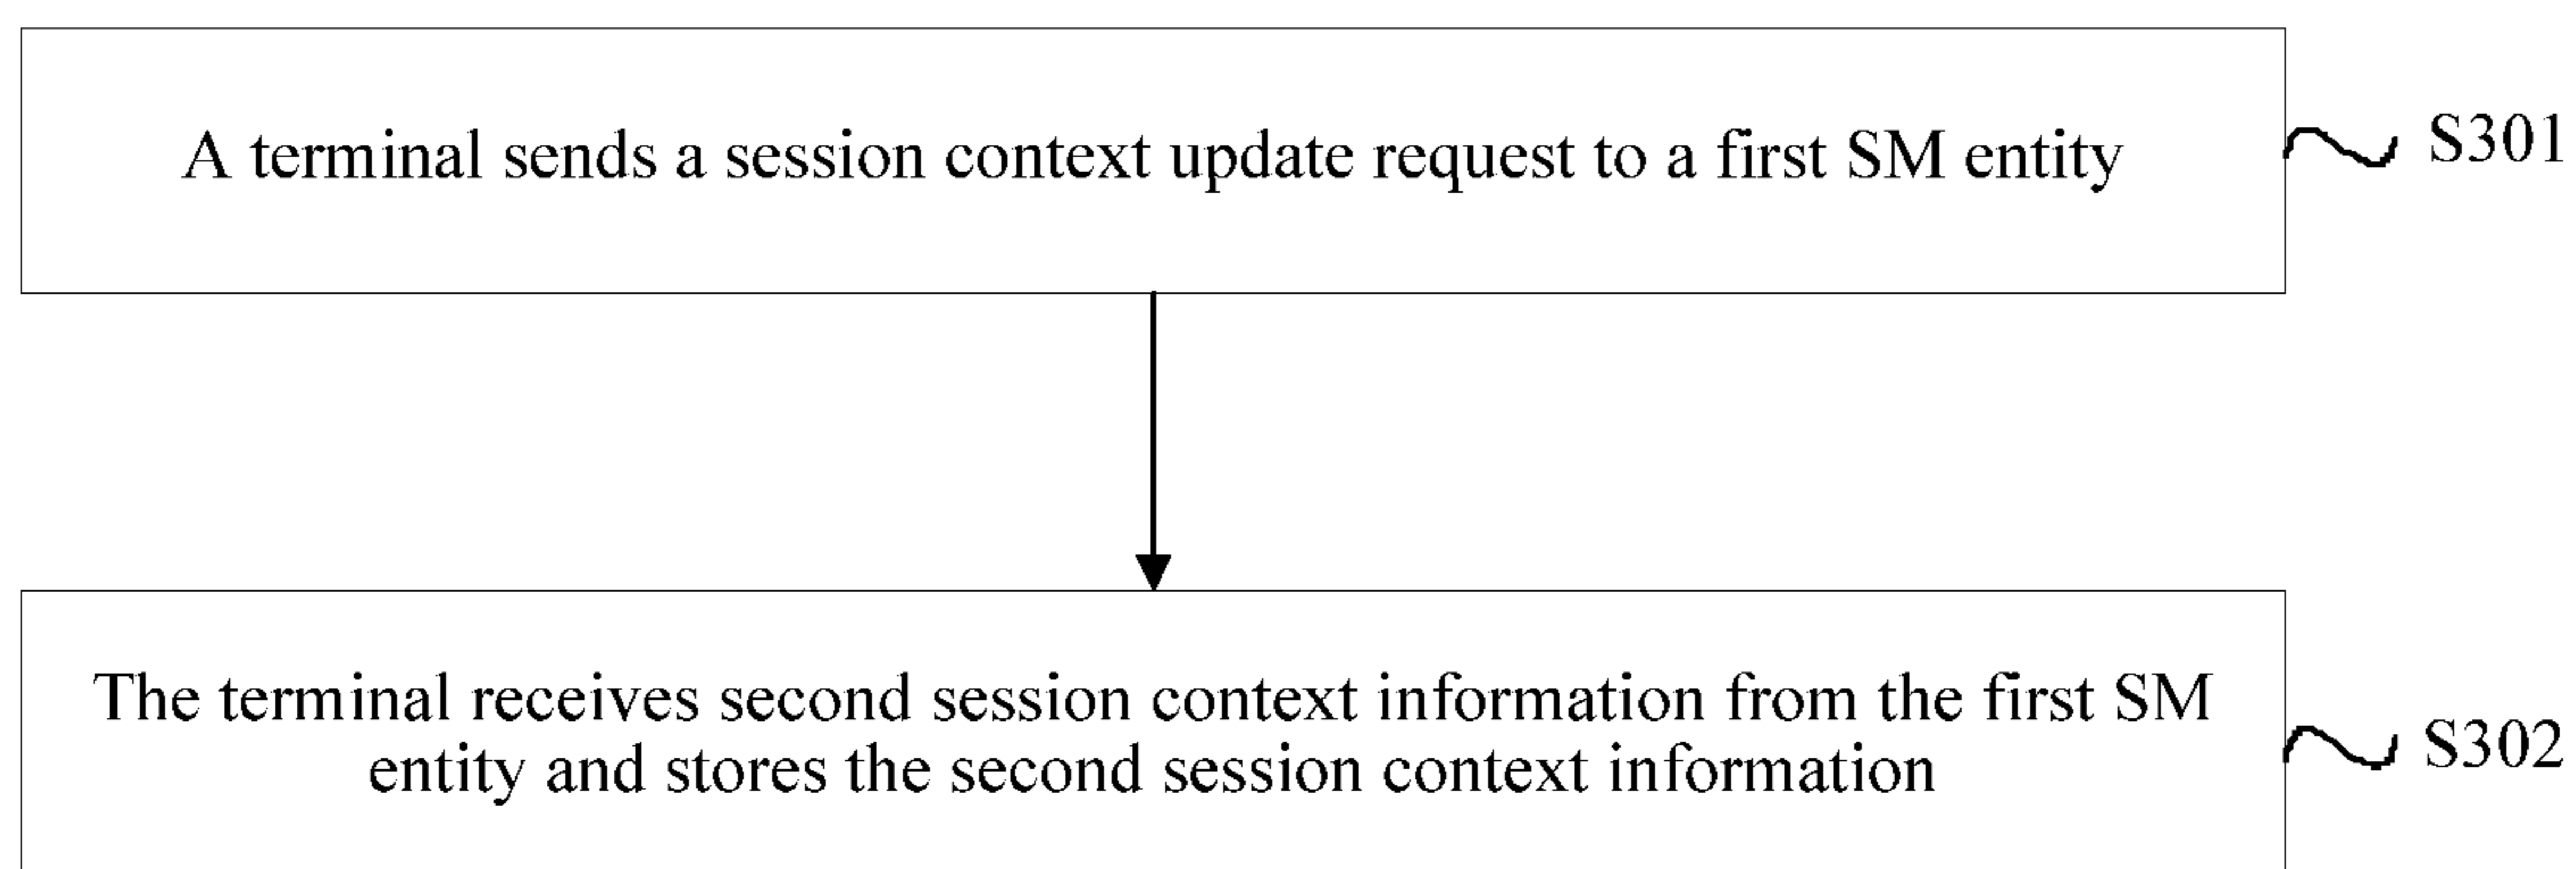 A terminal sends a session context update request to a first SM entity
S301
The terminal receives second session context information from the first SM
entity and stores the second session context information
S302